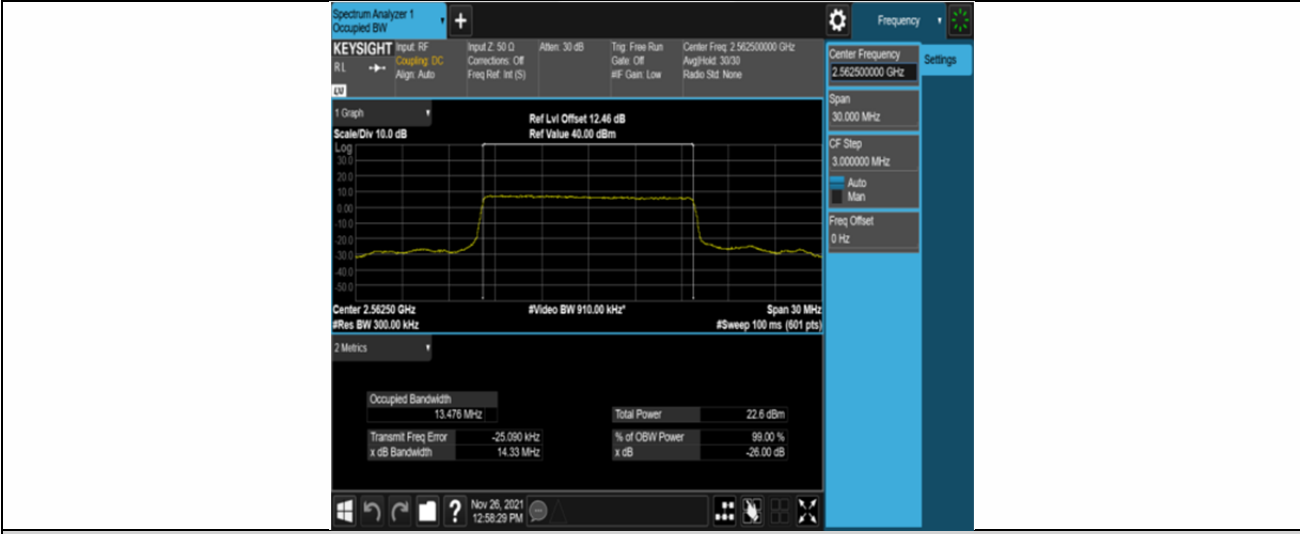 Spectrum Analyzer 1
Occupied BW
+
Frequency
KEYSIGHT
RL
Input: RF
Coupling: DC
Align: Auto
Input Z: 50 Ω
Corrections: Off
Freq Ref: Int (S)
Atten: 30 dB
Trig: Free Run
Gate: Off
#IF Gain: Low
Center Freq: 2.562500000 GHz
Avg|Hold: 30/30
Radio Std: None
1 Graph
Ref Lvl Offset 12.46 dB
Scale/Div 10.0 dB
Ref Value 40.00 dBm
Log
30.0
20.0
10.0
0.00
-10.0
-20.0
-30.0
-40.0
-50.0
Center 2.56250 GHz
#Video BW 910.00 kHz*
Span 30 MHz
#Res BW 300.00 kHz
#Sweep 100 ms (601 pts)
2 Metrics
Occupied Bandwidth
13.476 MHz
Total Power 22.6 dBm
Transmit Freq Error -25.090 kHz
% of OBW Power 99.00 %
x dB Bandwidth 14.33 MHz
x dB -26.00 dB
?
Nov 26, 2021
12:58:29 PM
Center Frequency
2.562500000 GHz
Settings
Span
30.000 MHz
CF Step
3.000000 MHz
Auto
Man
Freq Offset
0 Hz